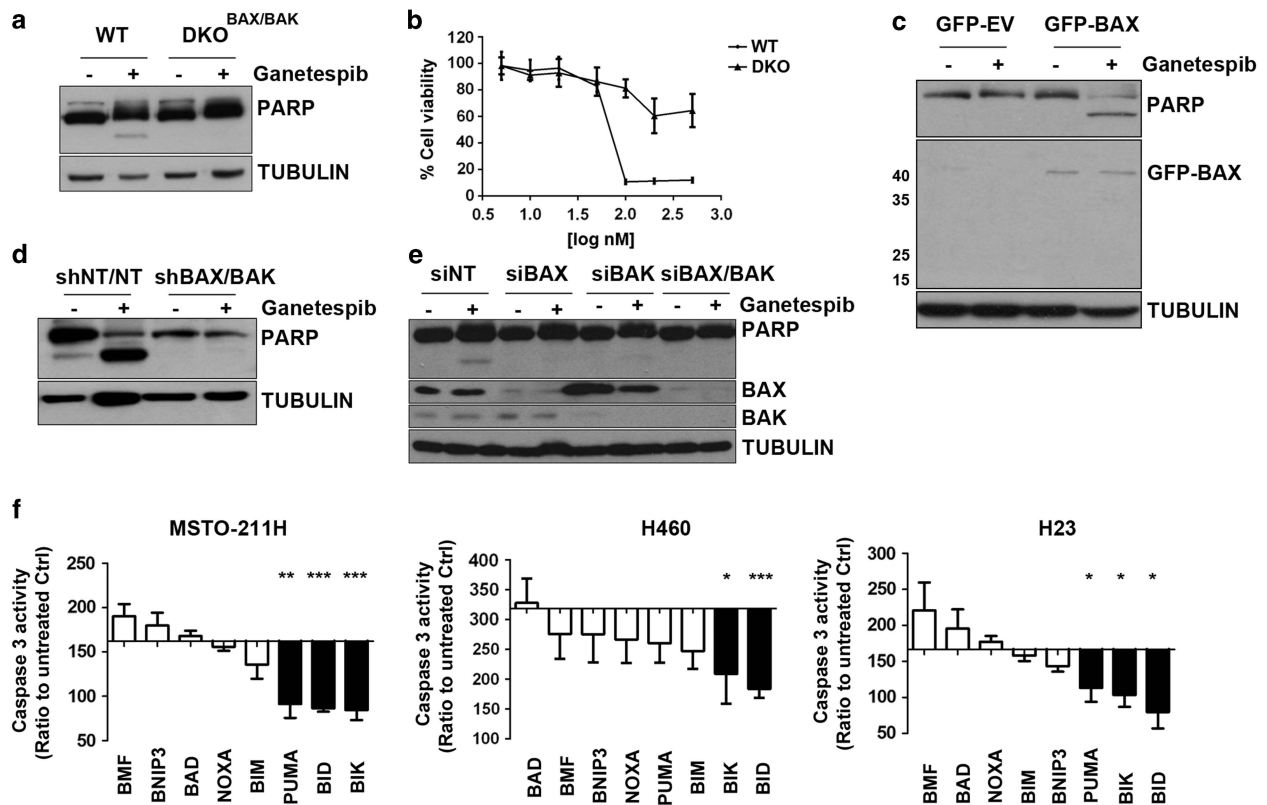 a
WT DKO BAX/BAK
- + - + Ganetespib
PARP
TUBULIN
b
120
100
80
60
40
20
0
% Cell viability
0.5 1.0 1.5 2.0 2.5 3.0
[log nM]
WT
DKO
c
GFP-EV GFP-BAX
- + - + Ganetespib
PARP
GFP-BAX
40
35
25
15
TUBULIN
d
shNT/NT shBAX/BAK
- + - + Ganetespib
PARP
TUBULIN
e
siNT siBAX siBAK siBAX/BAK
- + - + - + - + Ganetespib
PARP
BAX
BAK
TUBULIN
f
MSTO-211H
Caspase 3 activity
(Ratio to untreated Ctrl)
250
200
150
100
50
** *** ***
BMF BNIP3 BAD NOXA BIM PUMA BID BIK
H460
Caspase 3 activity
(Ratio to untreated Ctrl)
400
350
300
250
200
150
100
* ***
BAD BMF BNIP3 NOXA PUMA BIM BIK BID
H23
Caspase 3 activity
(Ratio to untreated Ctrl)
300
250
200
150
100
50
* * *
BMF BAD NOXA BIM BNIP3 PUMA BIK BID